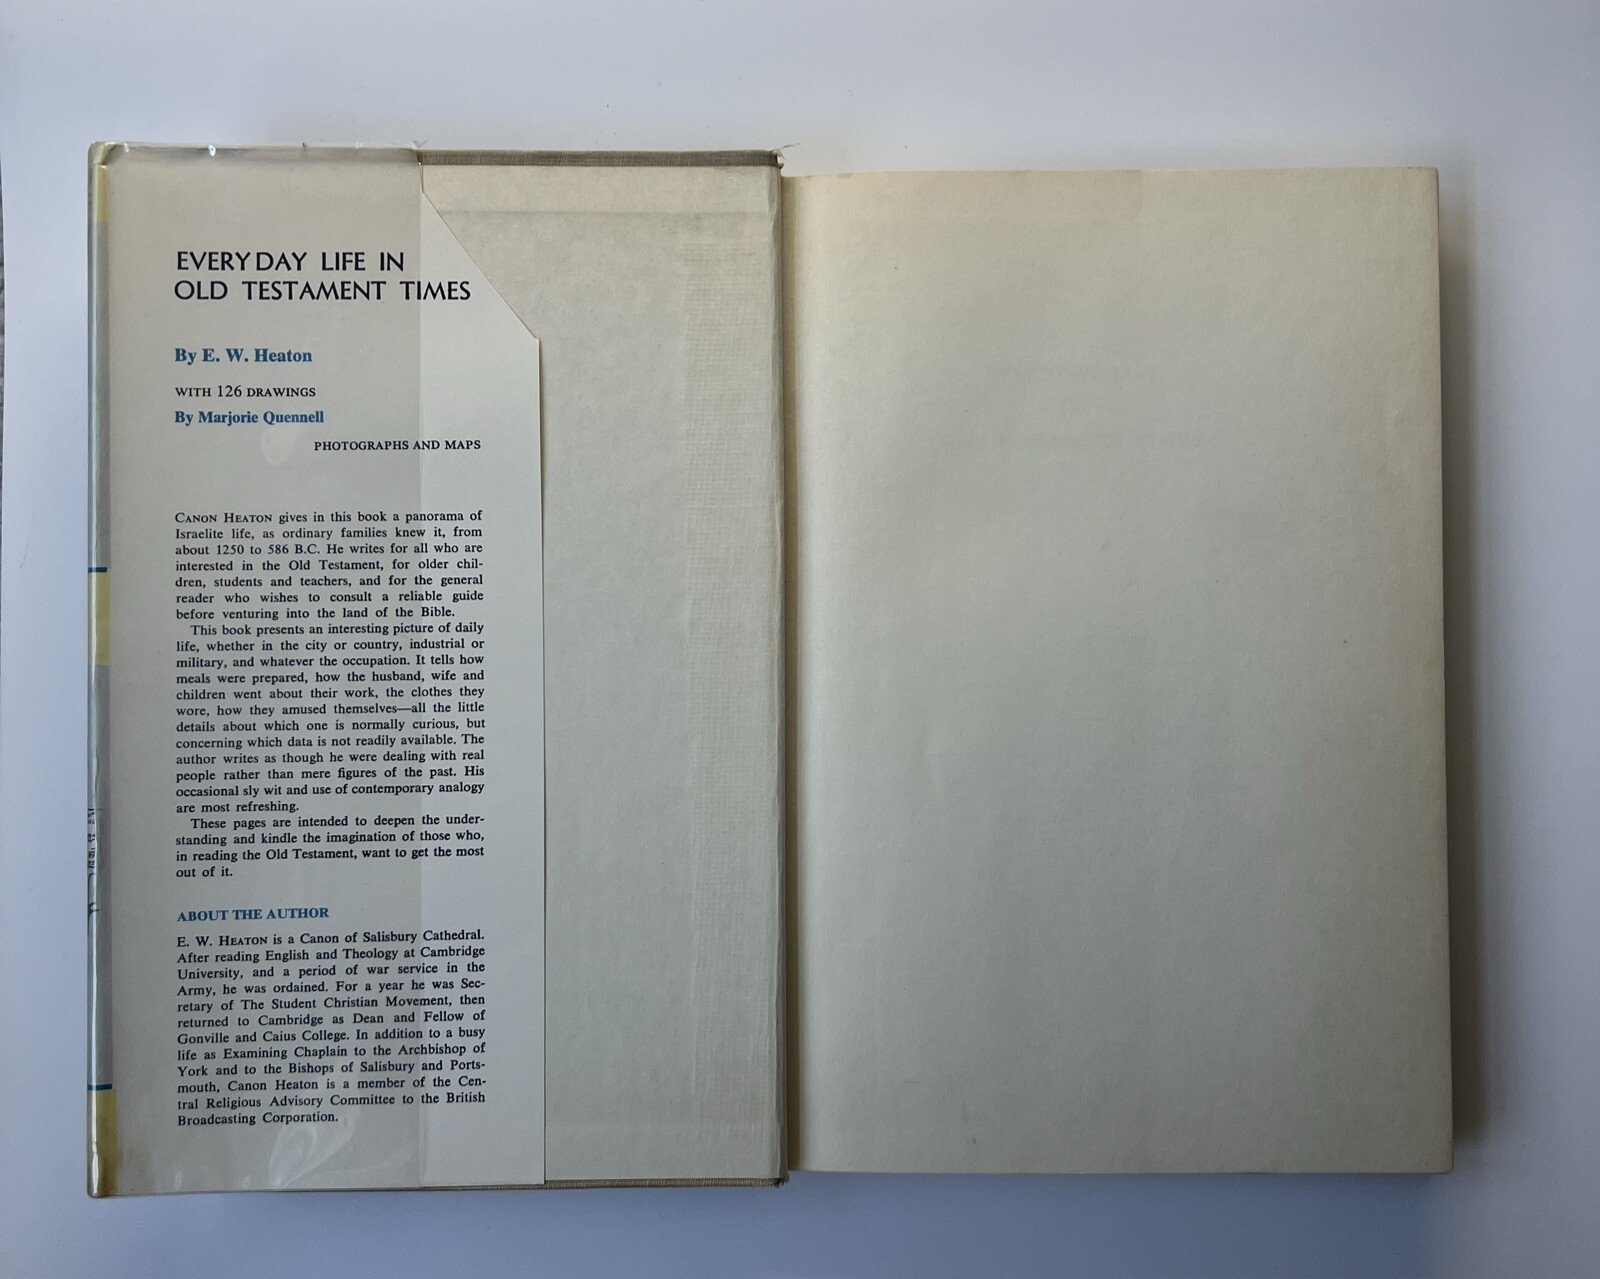 EVERYDAY LIFE IN
OLD TESTAMENT TIMES
By E. W. Heaton
WITH 126 DRAWINGS
By Marjorie Quennell
PHOTOGRAPHS AND MAPS
CANON HEATON gives in this book a panorama of
Israelite life, as ordinary families knew it, from
about 1250 to 586 B.C. He writes for all who are
interested in the Old Testament, for older chil-
dren, students and teachers, and for the general
reader who wishes to consult a reliable guide
before venturing into the land of the Bible.
This book presents an interesting picture of daily
life, whether in the city or country, industrial or
military, and whatever the occupation. It tells how
meals were prepared, how the husband, wife and
children went about their work, the clothes they
wore, how they amused themselves—all the little
details about which one is normally curious, but
concerning which data is not readily available. The
author writes as though he were dealing with real
people rather than mere figures of the past. His
occasional sly wit and use of contemporary analogy
are most refreshing.
These pages are intended to deepen the under-
standing and kindle the imagination of those who,
in reading the Old Testament, want to get the most
out of it.
ABOUT THE AUTHOR
E. W. HEATON is a Canon of Salisbury Cathedral.
After reading English and Theology at Cambridge
University, and a period of war service in the
Army, he was ordained. For a year he was Sec-
retary of The Student Christian Movement, then
returned to Cambridge as Dean and Fellow of
Gonville and Caius College. In addition to a busy
life as Examining Chaplain to the Archbishop of
York and to the Bishops of Salisbury and Ports-
mouth, Canon Heaton is a member of the Cen-
tral Religious Advisory Committee to the British
Broadcasting Corporation.